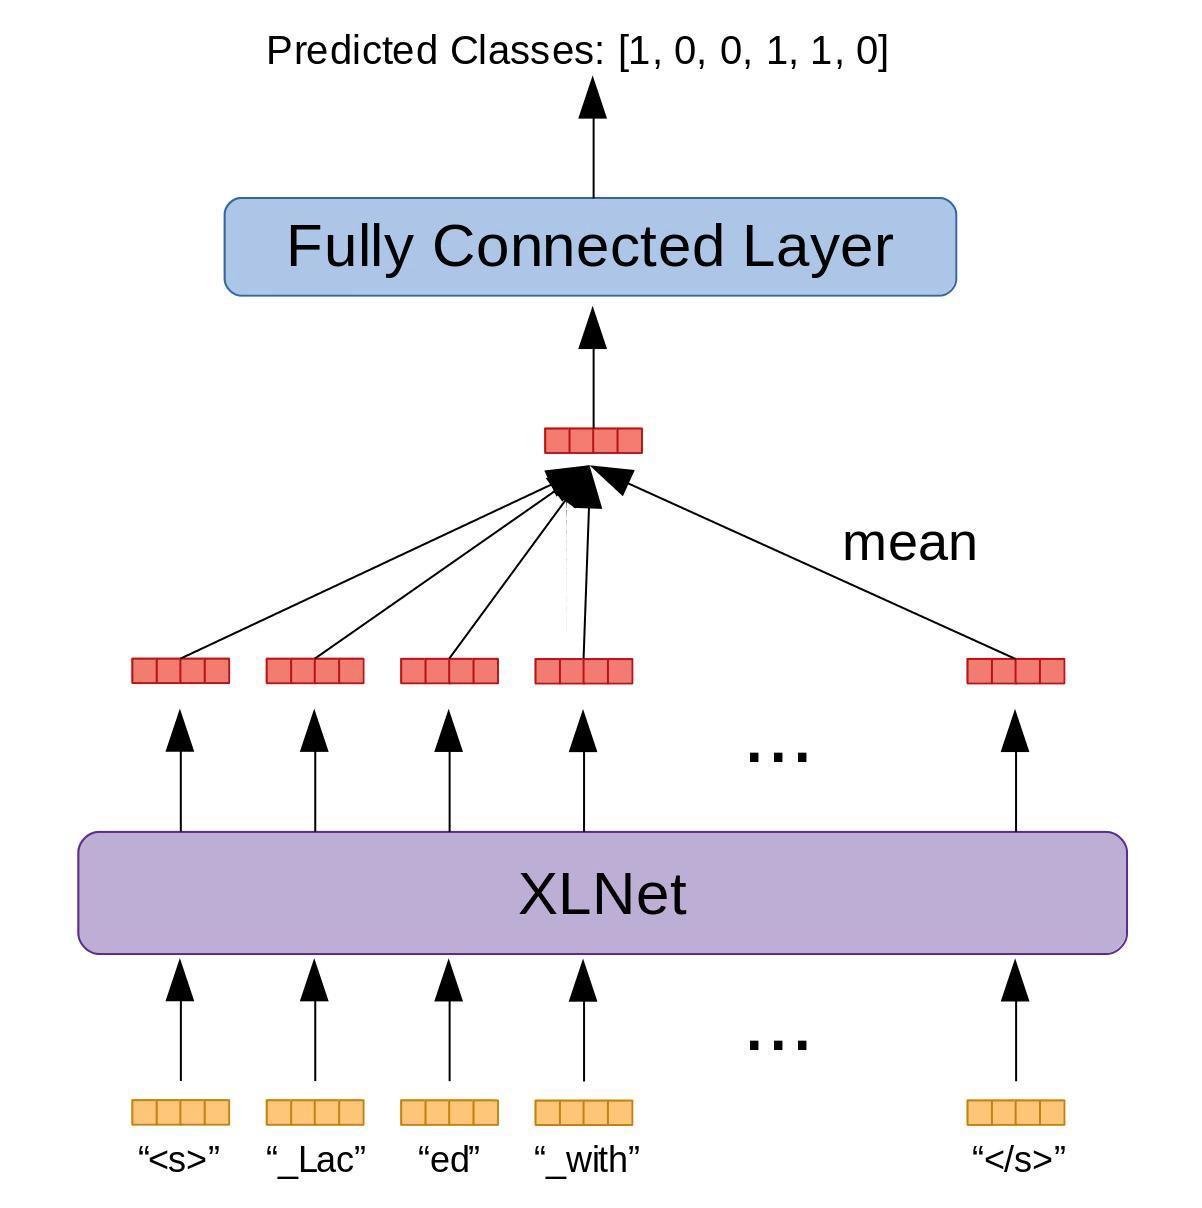 Predicted Classes: [1, 0, 0, 1, 1, 0]
Fully Connected Layer
mean
...
XLNet
...
“<s>” “_Lac” “ed” “_with” “</s>”